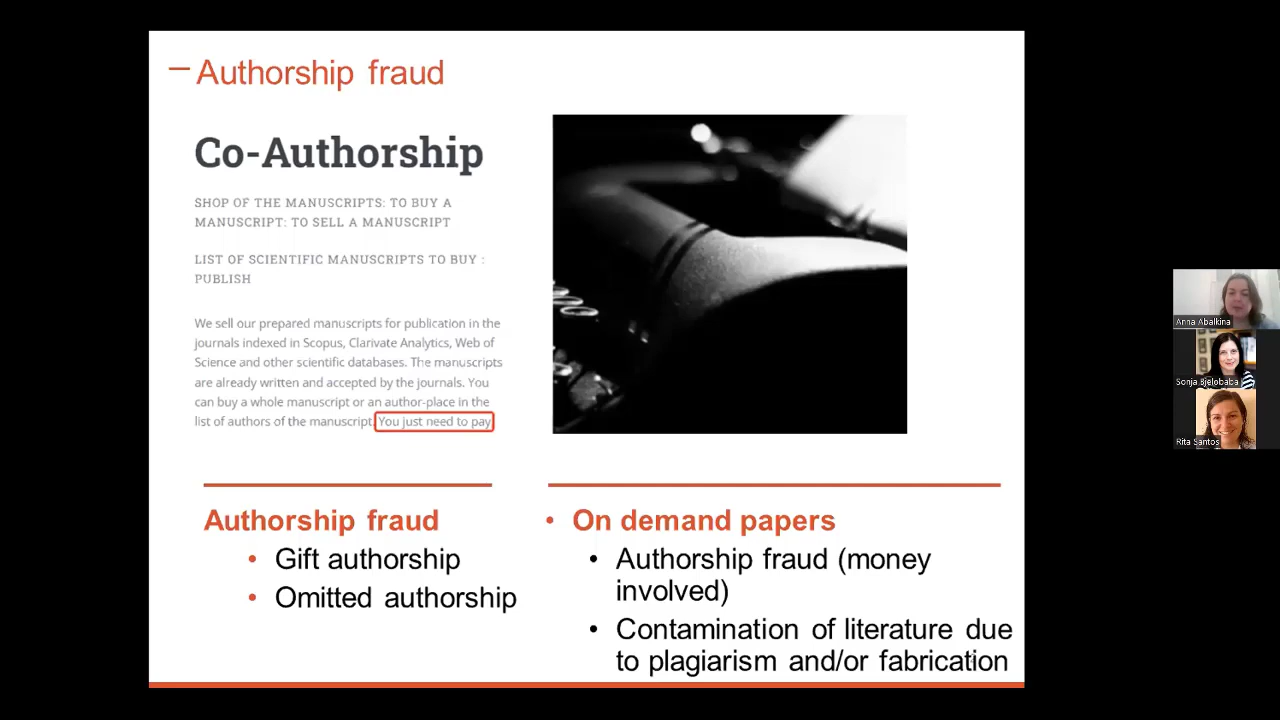 Authorship fraud
Co-Authorship
SHOP OF THE MANUSCRIPTS: TO BUY A
MANUSCRIPT: TO SELL A MANUSCRIPT
LIST OF SCIENTIFIC MANUSCRIPTS TO BUY :
PUBLISH
We sell our prepared manuscripts for publication in the
journals indexed in Scopus, Clarivate Analytics, Web of
Science and other scientific databases. The manuscripts
are already written and accepted by the journals. You
can buy a whole manuscript or an author-place in the
list of authors of the manuscript. You just need to pay
Authorship fraud
• Gift authorship
• Omitted authorship
• On demand papers
• Authorship fraud (money
involved)
• Contamination of literature due
to plagiarism and/or fabrication
Anna Abalkina
Sonja Bjelobaba
Rita Santos